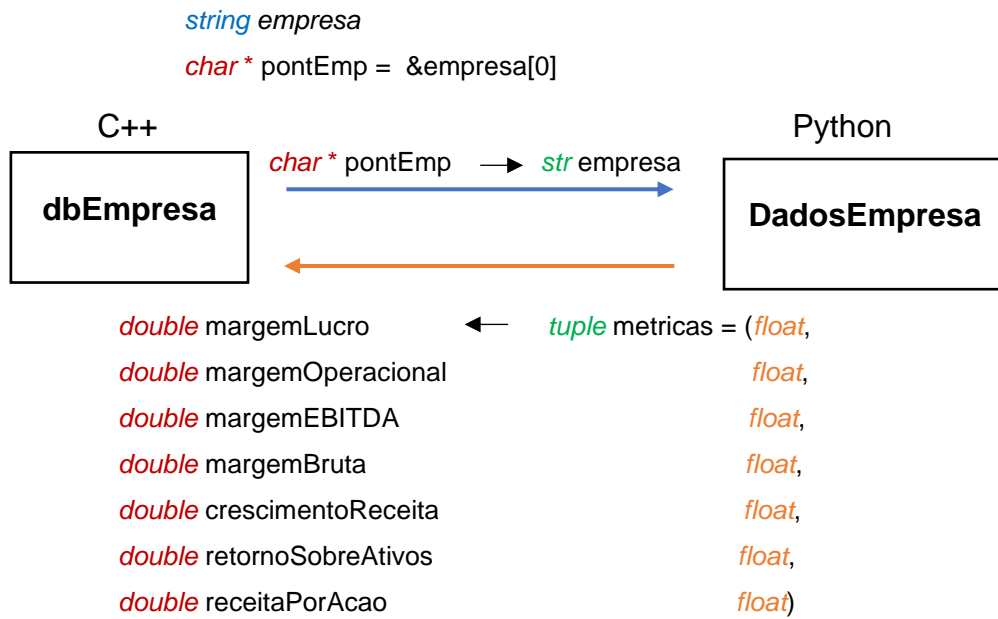 string empresa
char * pontEmp = &empresa[0]
C++
Python
char * pontEmp
str empresa
dbEmpresa
DadosEmpresa
double margemLucro
tuple metricas = (float,
double margemOperacional
float,
double margemEBITDA
float,
double margemBruta
float,
double crescimentoReceita
float,
double retornoSobreAtivos
float,
double receitaPorAcao
float)